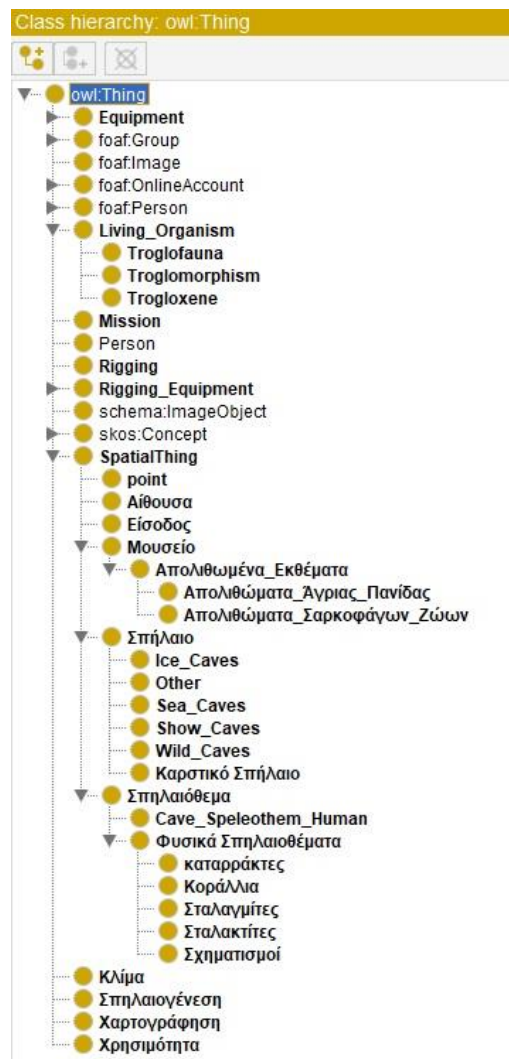 Class hierarchy: owl:Thing
owl:Thing
Equipment
foaf:Group
foaf:Image
foaf:OnlineAccount
foaf:Person
Living_Organism
Troglofauna
Troglomorphism
Trogloxene
Mission
Person
Rigging
Rigging_Equipment
schema:ImageObject
skos:Concept
SpatialThing
point
Αίθουσα
Είσοδος
Μουσείο
Απολιθωμένα_Εκθέματα
Απολιθώματα_Άγριας_Πανίδας
Απολιθώματα_Σαρκοφάγων_Ζώων
Σπήλαιο
Ice_Caves
Other
Sea_Caves
Show_Caves
Wild_Caves
Καρστικό Σπήλαιο
Σπηλαιόθεμα
Cave_Speleothem_Human
Φυσικά Σπηλαιοθέματα
καταρράκτες
Κοράλλια
Σταλαγμίτες
Σταλακτίτες
Σχηματισμοί
Κλίμα
Σπηλαιογένεση
Χαρτογράφηση
Χρησιμότητα